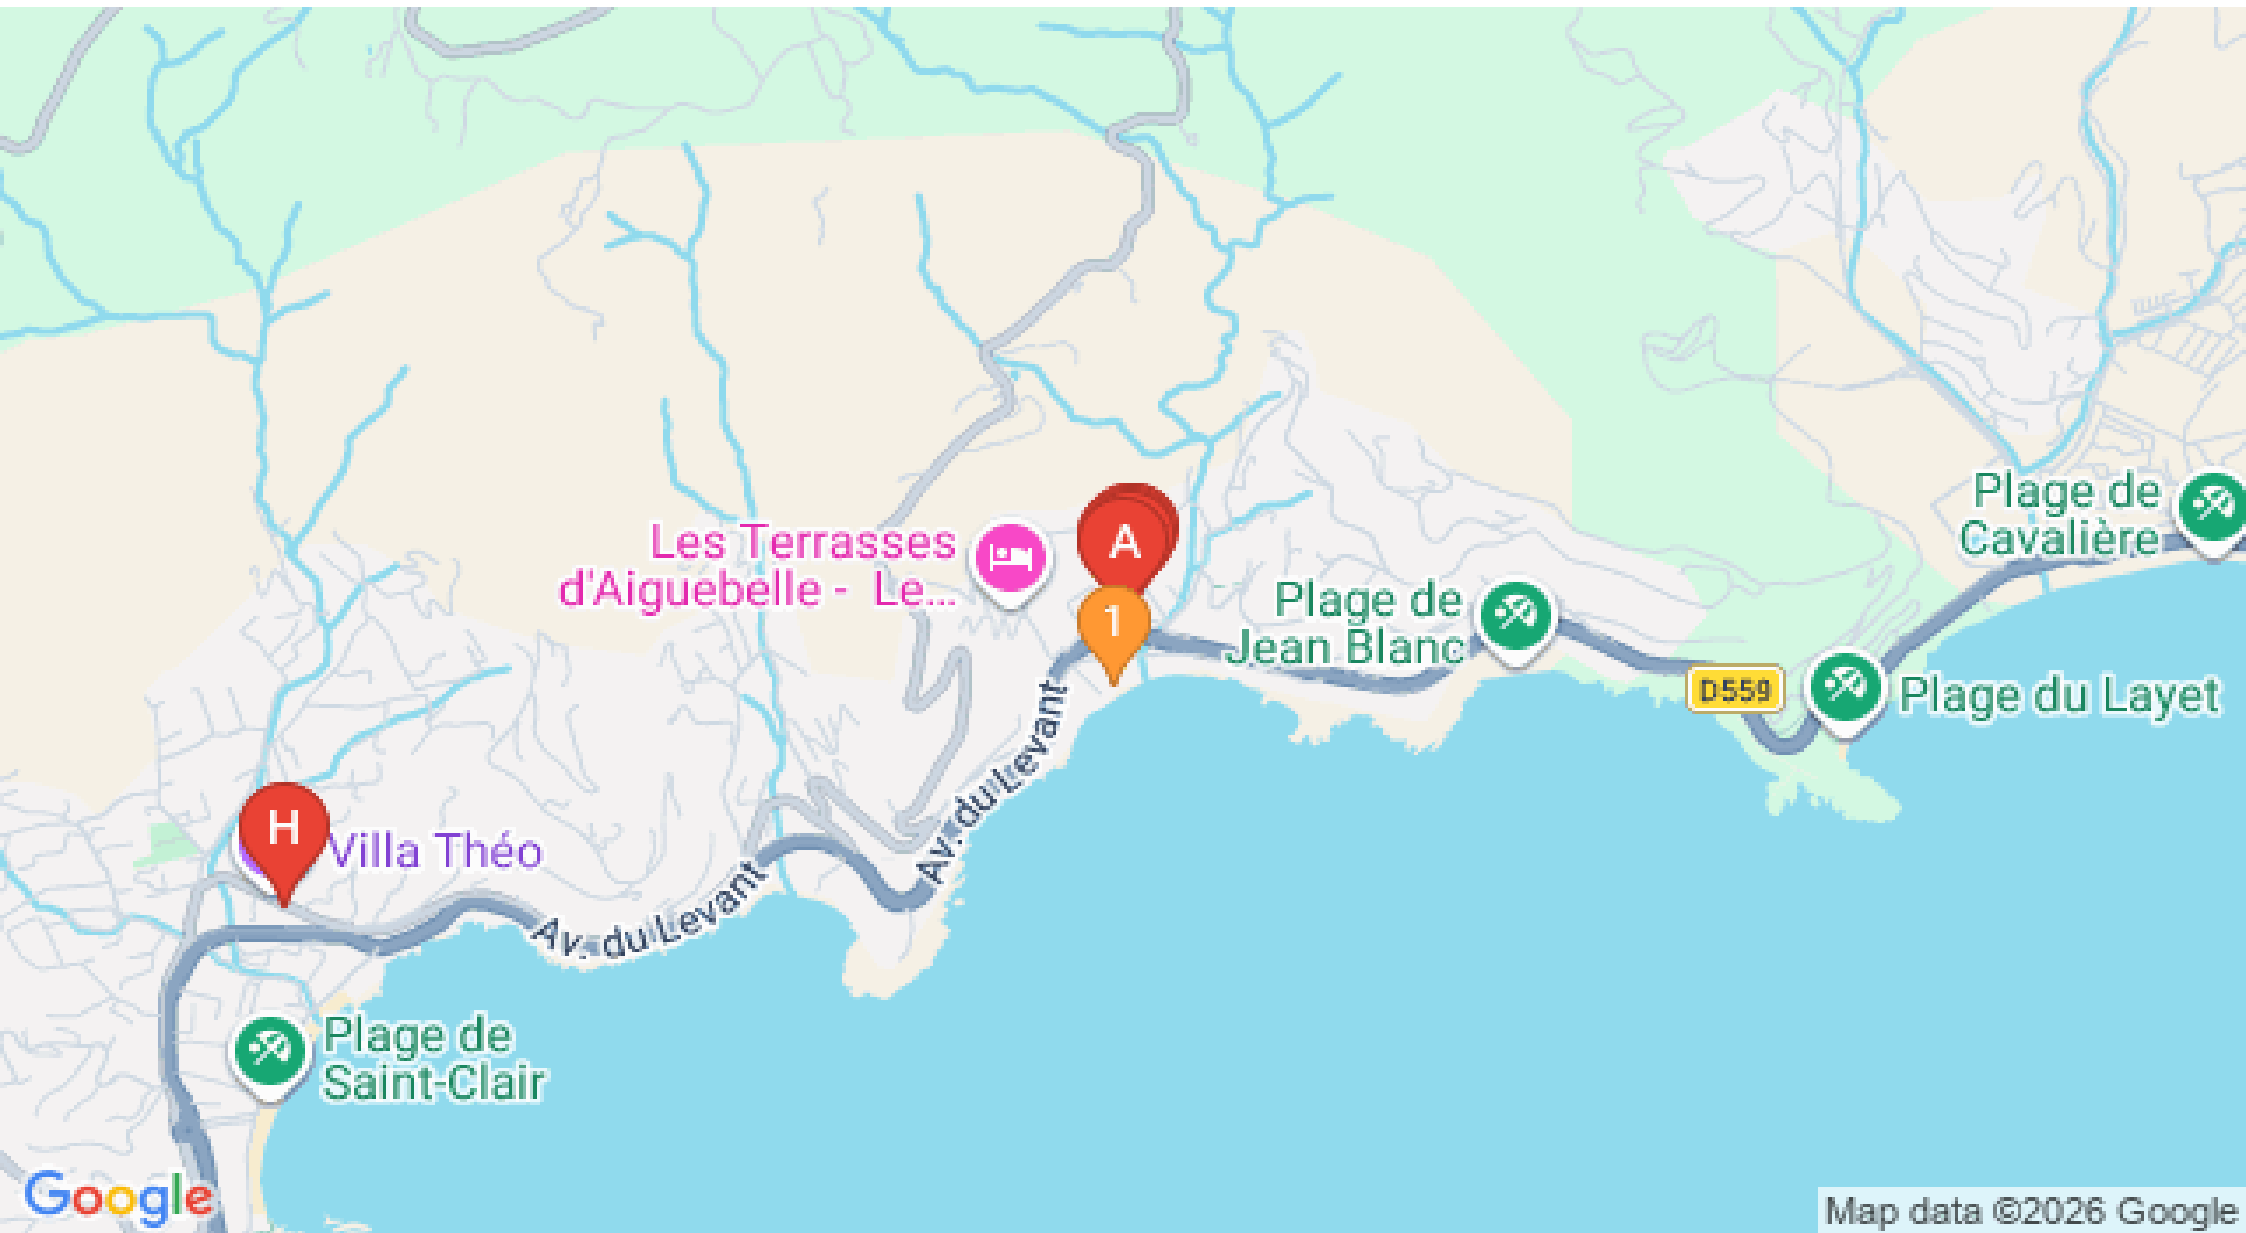 Plage de
Cavalière
Les Terrasses
d'Aiguebelle - Le...
A
1
Plage de
Jean Blanc
D559
Plage du Layet
Av. du Levant
H
Villa Théo
Av. du Levant
Plage de
Saint-Clair
Google
Map data ©2026 Google